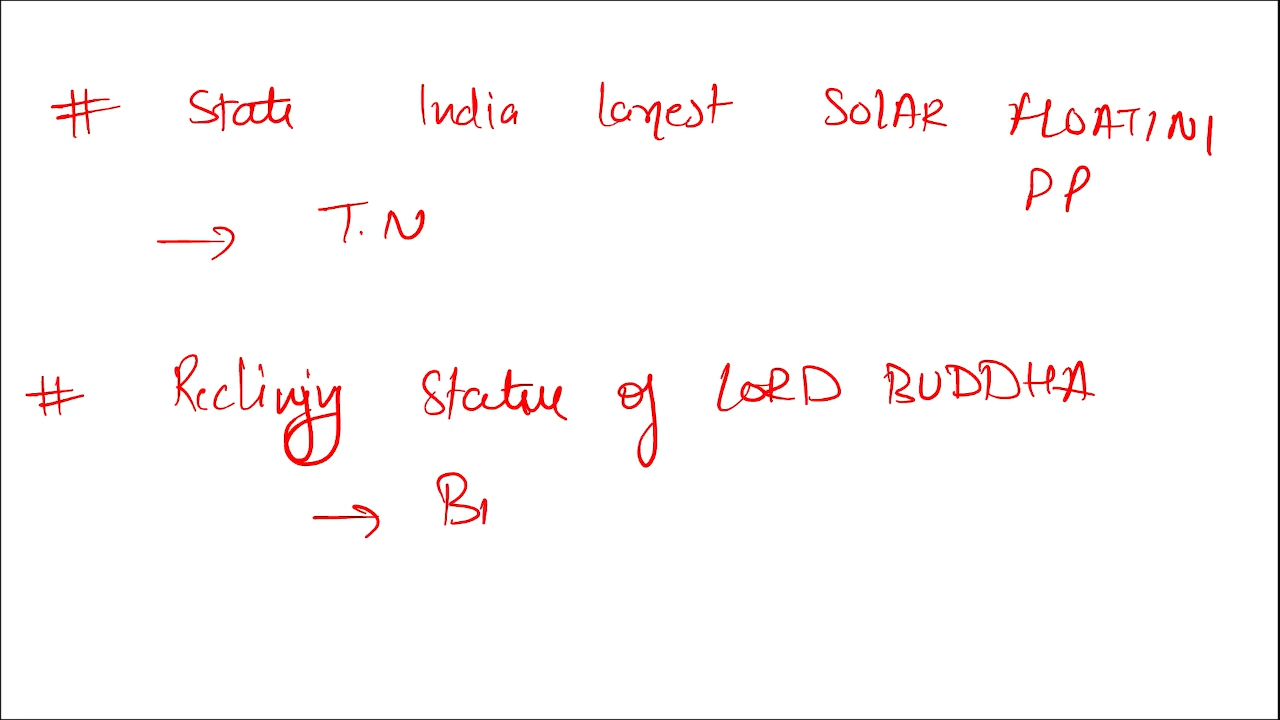 # State India largest SOLAR FLOATING
PP
→ T.N
# Reclining Statue of LORD BUDDHA
→ B